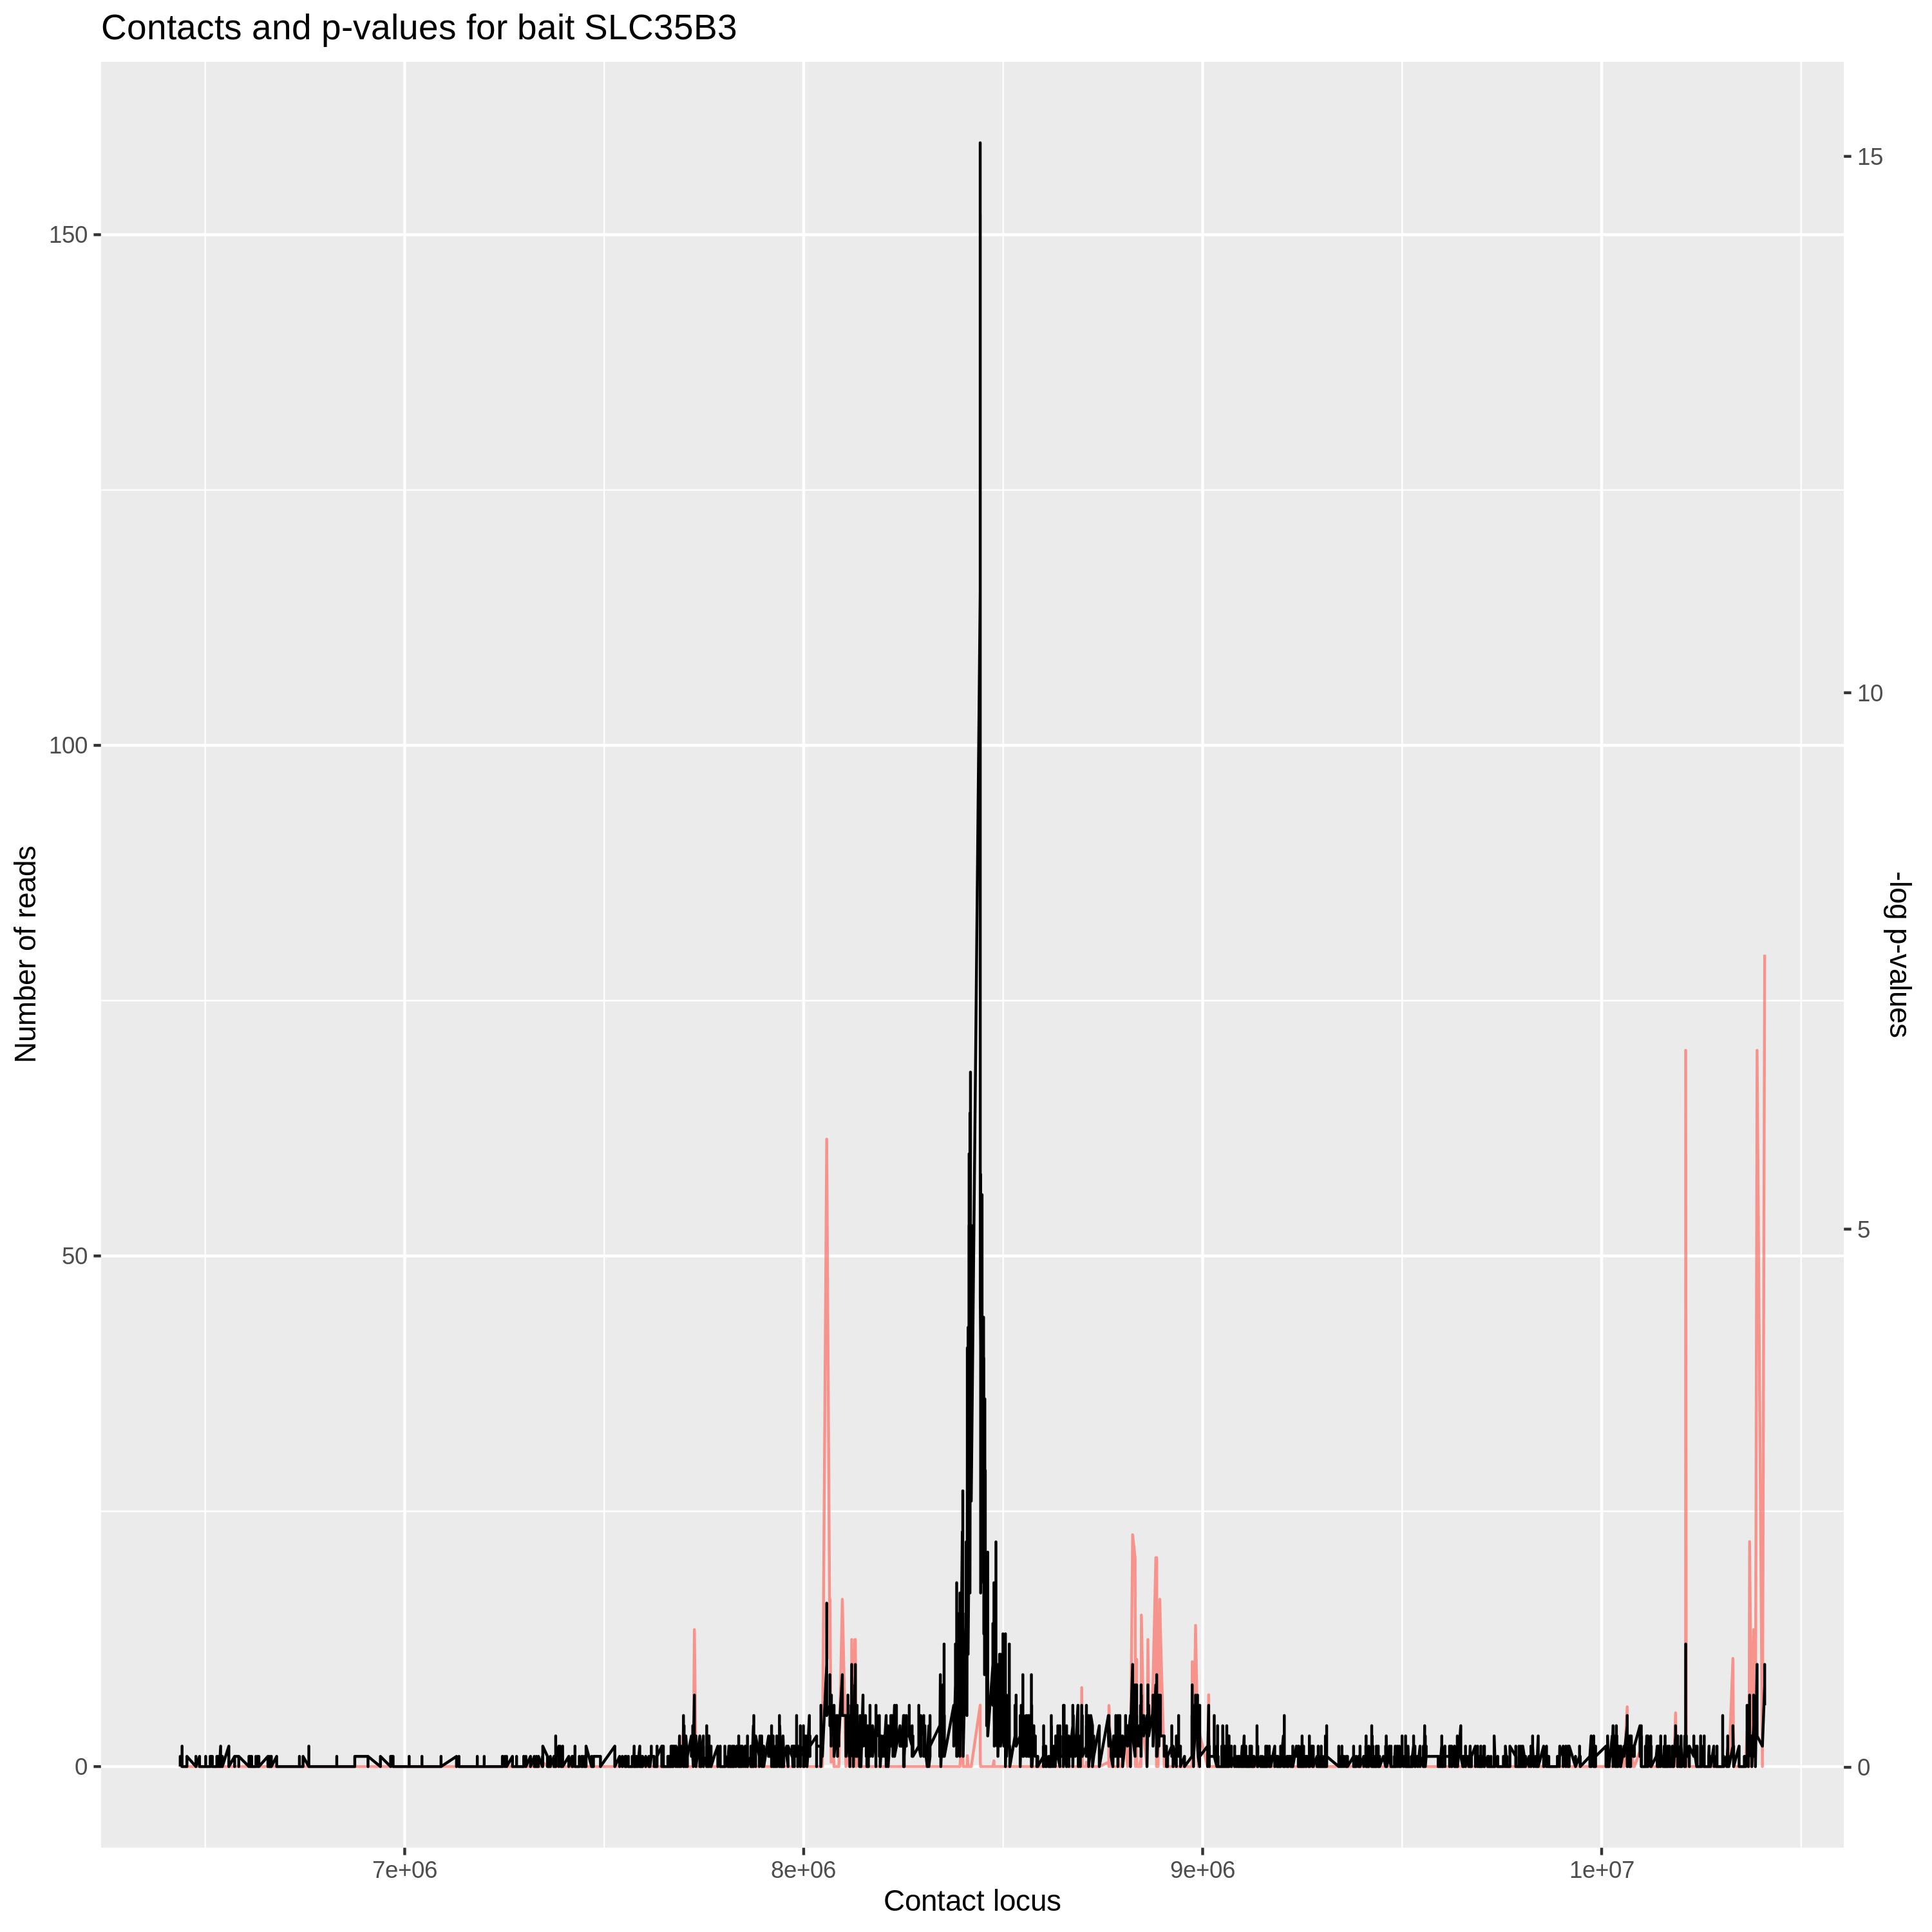 Contacts and p-values for bait SLC35B3
150
100
50
0
Number of reads
15
10
5
0
-log p-values
7e+06
8e+06
9e+06
1e+07
Contact locus